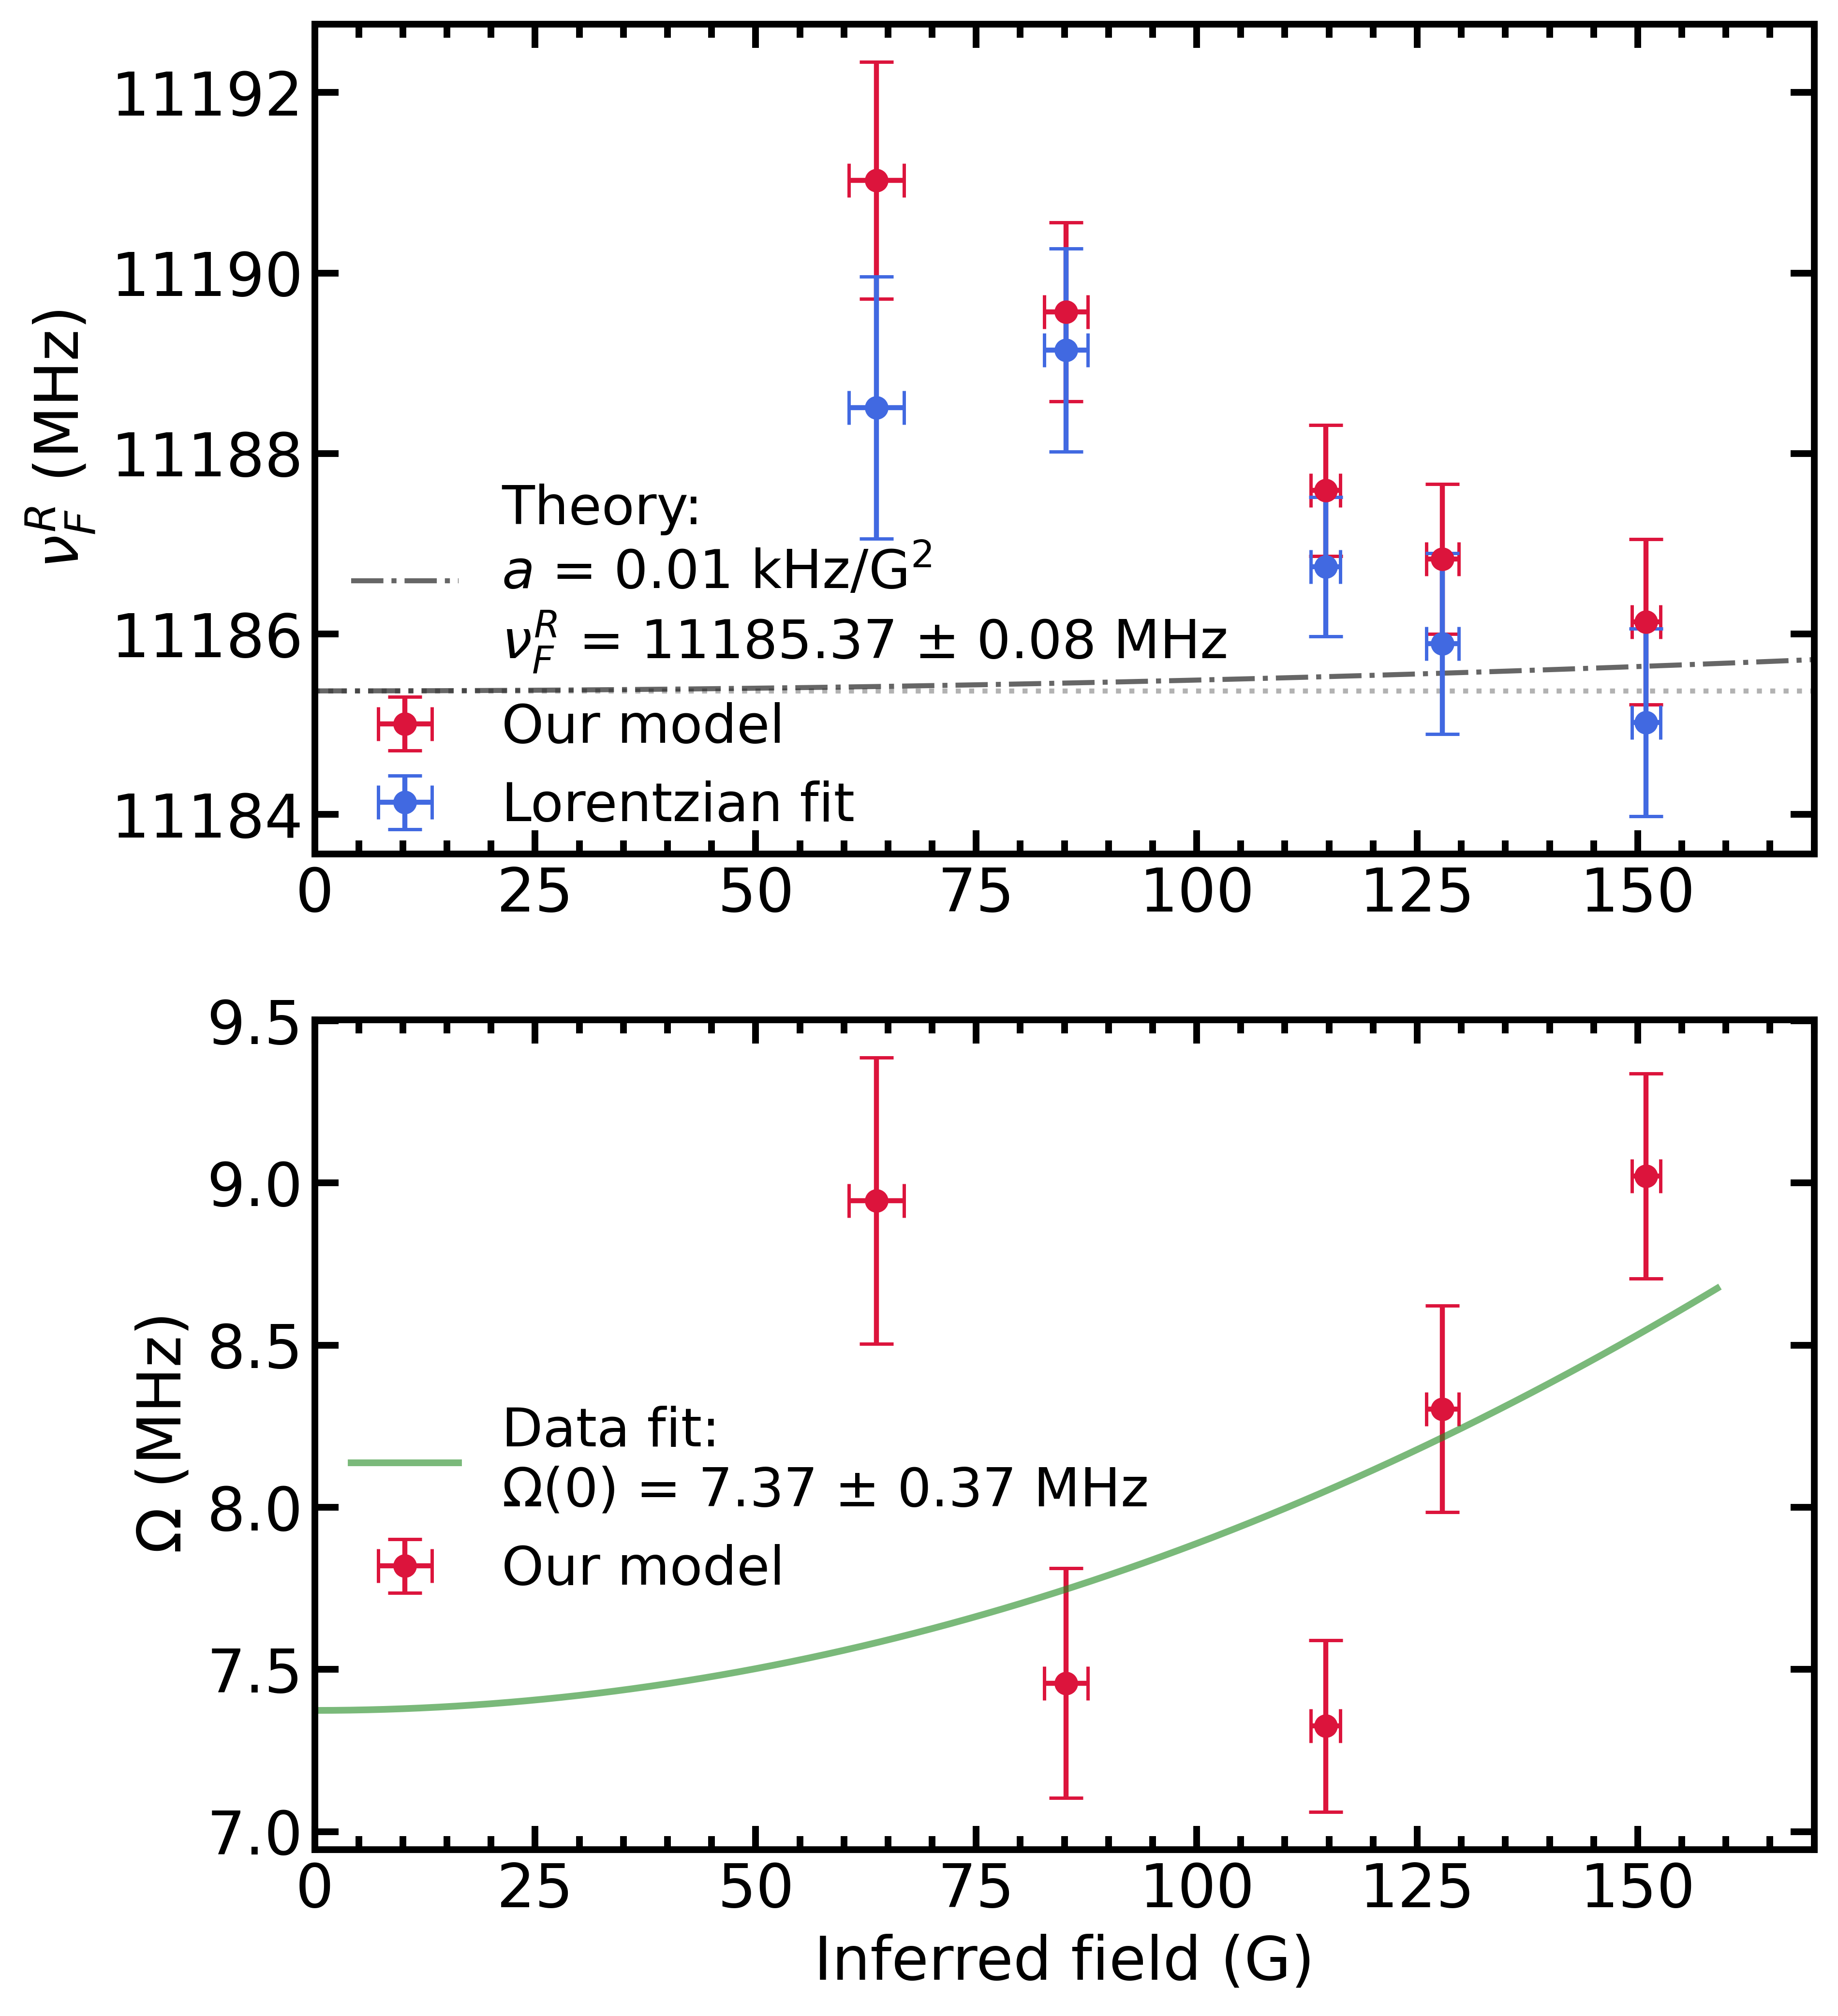 11192
11190
11188
11186
11184
ν_F^R (MHz)
Theory:
a = 0.01 kHz/G²
ν_F^R = 11185.37 ± 0.08 MHz
Our model
Lorentzian fit
0 25 50 75 100 125 150
9.5
9.0
8.5
8.0
7.5
7.0
Ω (MHz)
Data fit:
Ω(0) = 7.37 ± 0.37 MHz
Our model
0 25 50 75 100 125 150
Inferred field (G)